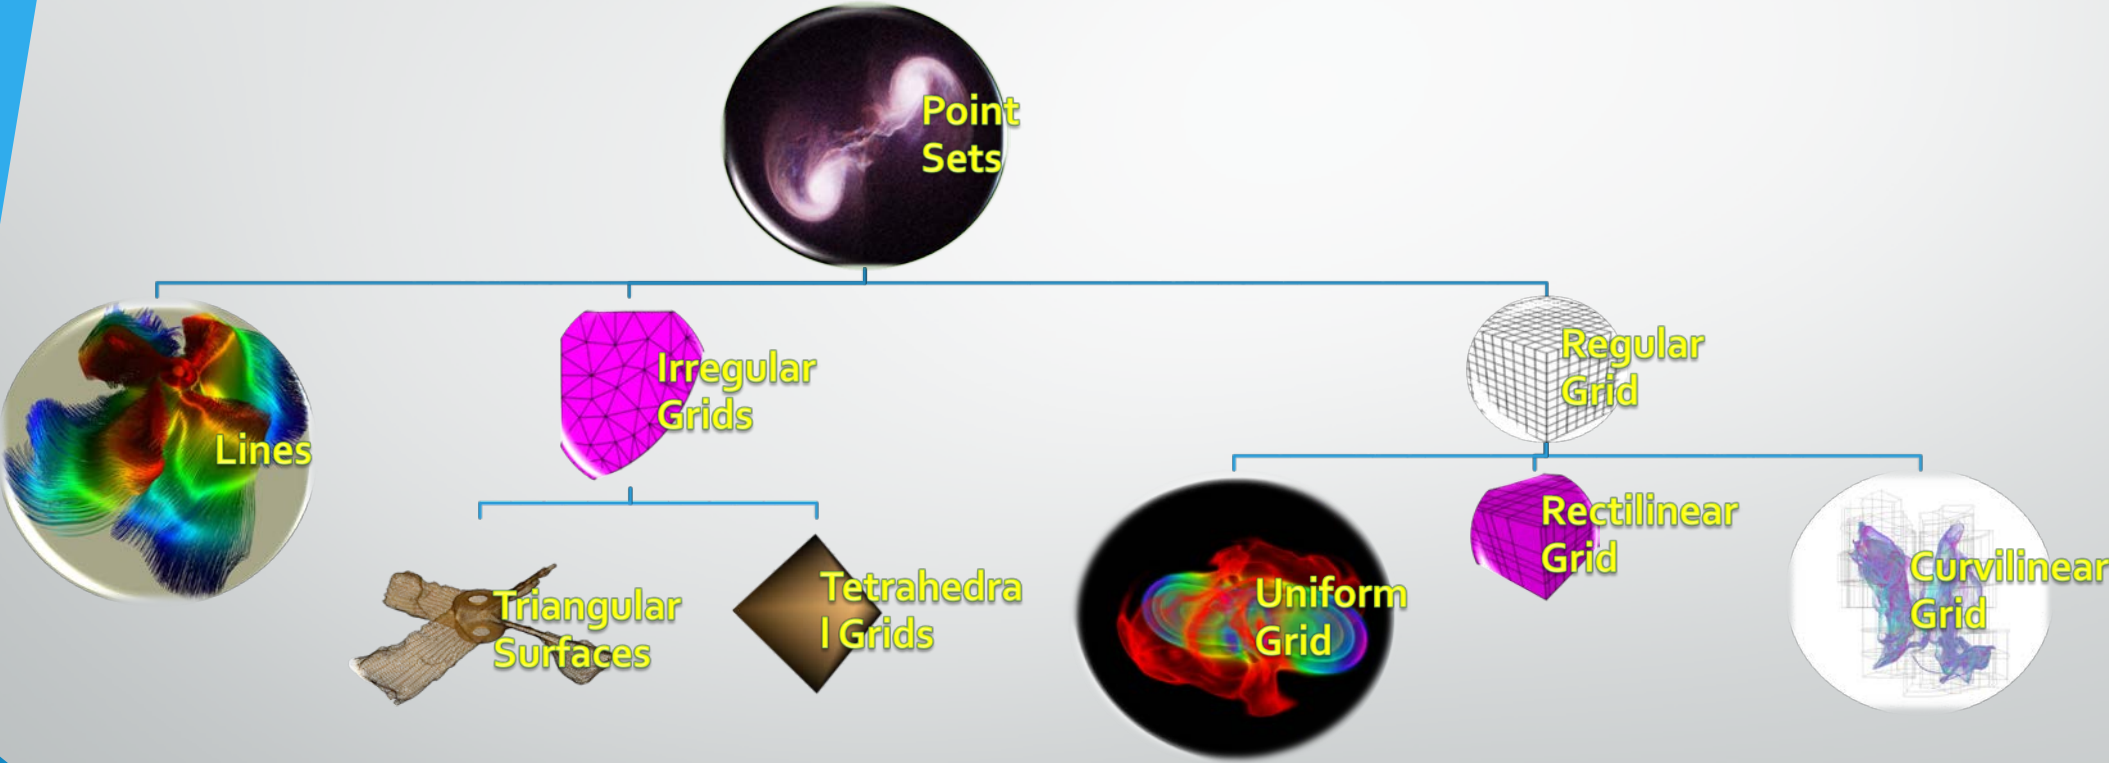 Point
Sets
Lines
Irregular
Grids
Regular
Grid
Triangular
Surfaces
Tetrahedra
l Grids
Uniform
Grid
Rectilinear
Grid
Curvilinear
Grid